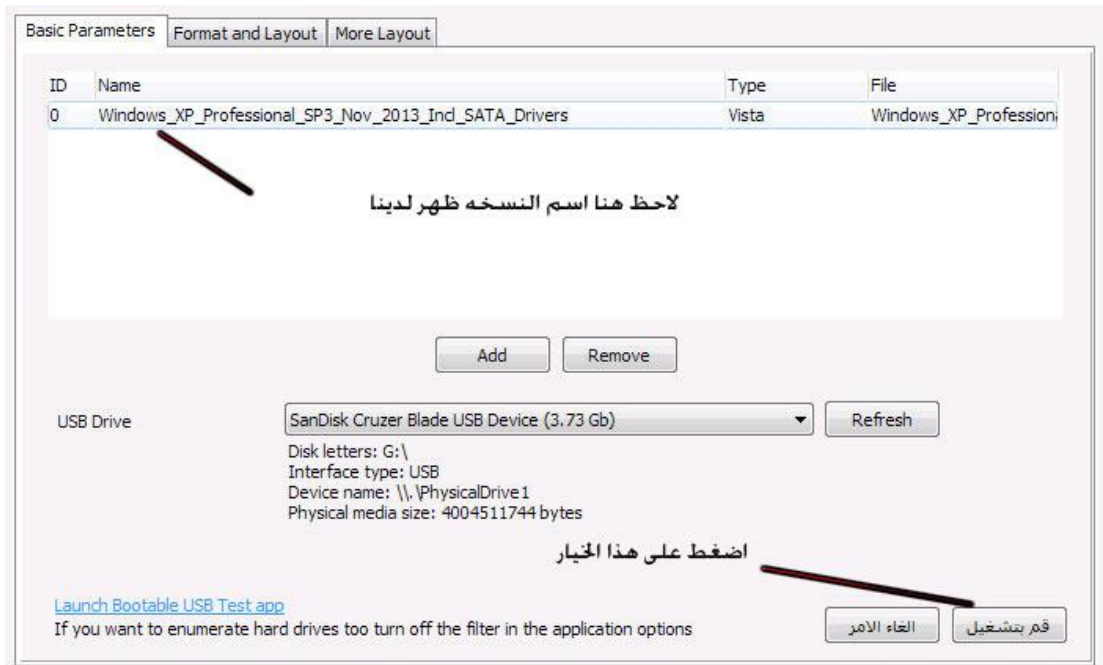 Basic Parameters Format and Layout More Layout
ID Name Type File
0 Windows_XP_Professional_SP3_Nov_2013_Incl_SATA_Drivers Vista Windows_XP_Profession
لاحظ هنا اسم النسخه ظهر لدينا
Add Remove
USB Drive SanDisk Cruzer Blade USB Device (3.73 Gb) Refresh
Disk letters: G:\
Interface type: USB
Device name: \\.\PhysicalDrive1
Physical media size: 4004511744 bytes
اضغط على هذا الخيار
Launch Bootable USB Test app
If you want to enumerate hard drives too turn off the filter in the application options
الغاء الامر قم بتشغيل